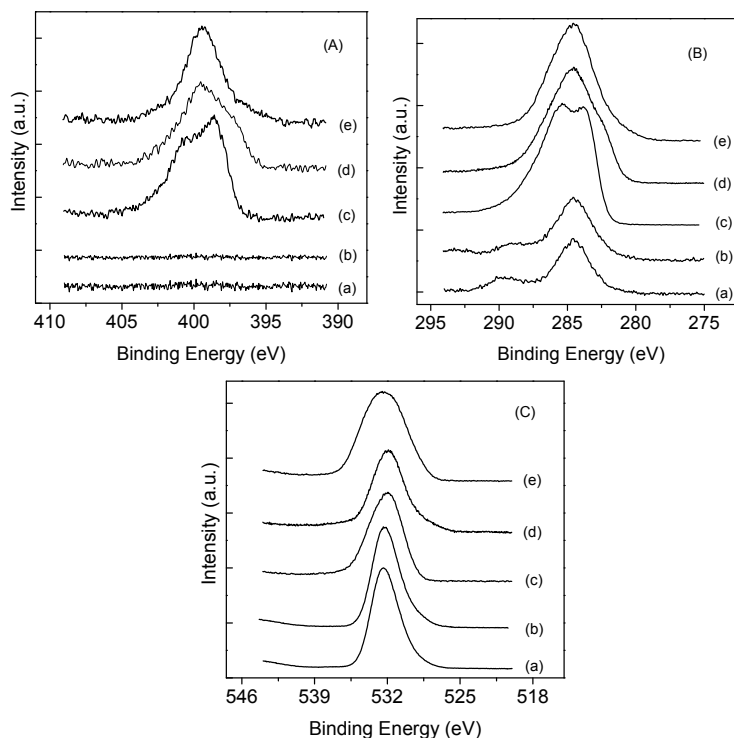 (A)
Intensity (a.u.)
(e)
(d)
(c)
(b)
(a)
410 405 400 395 390
Binding Energy (eV)
(B)
Intensity (a.u.)
(e)
(d)
(c)
(b)
(a)
295 290 285 280 275
Binding Energy (eV)
(C)
Intensity (a.u.)
(e)
(d)
(c)
(b)
(a)
546 539 532 525 518
Binding Energy (eV)